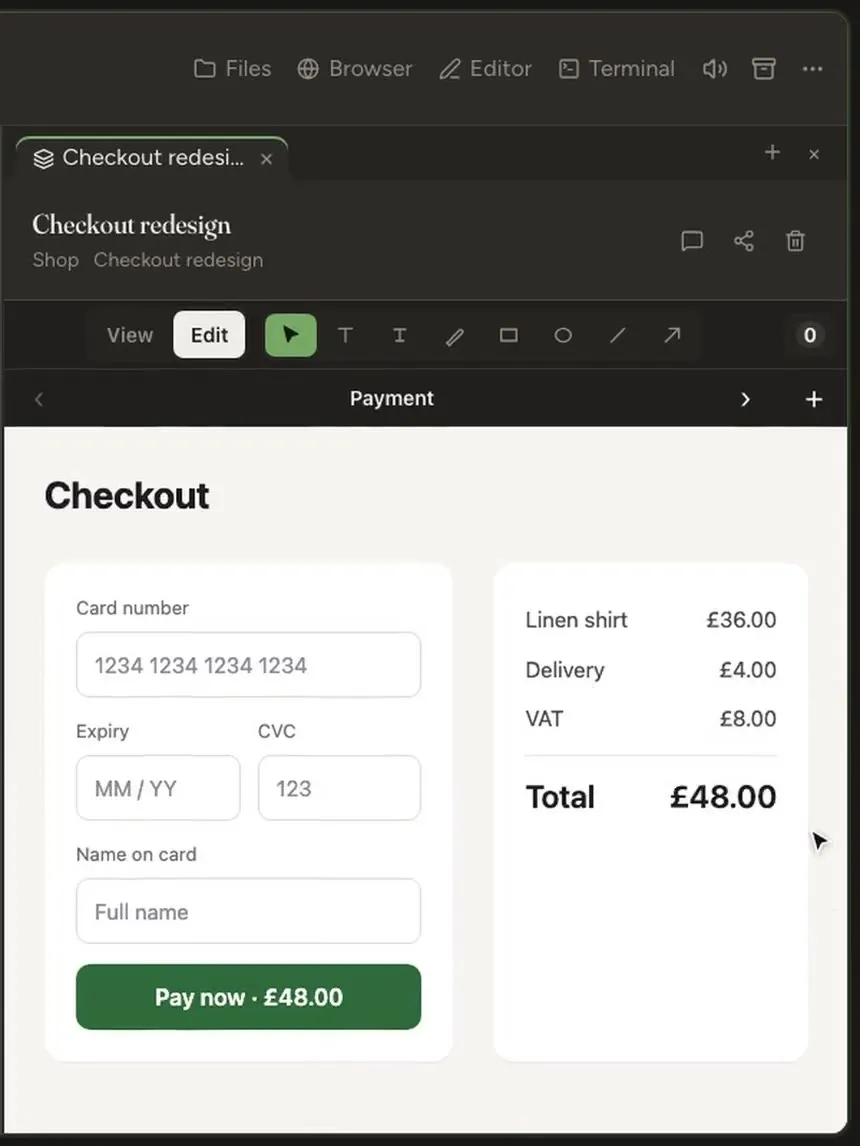 Files Browser Editor Terminal
Checkout redesi...
Checkout redesign
Shop Checkout redesign
View Edit T T 0
Payment
Checkout
Card number
1234 1234 1234 1234
Expiry CVC
MM / YY 123
Name on card
Full name
Pay now · £48.00
Linen shirt £36.00
Delivery £4.00
VAT £8.00
Total £48.00